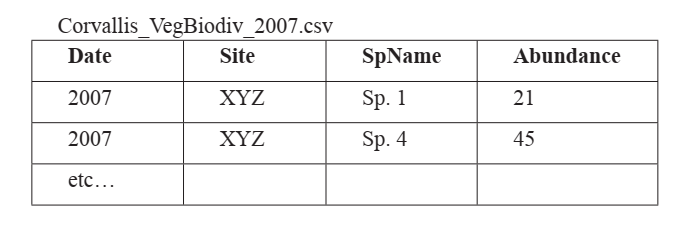 Corvallis_VegBiodiv_2007.csv
Date Site SpName Abundance
2007 XYZ Sp. 1 21
2007 XYZ Sp. 4 45
etc…